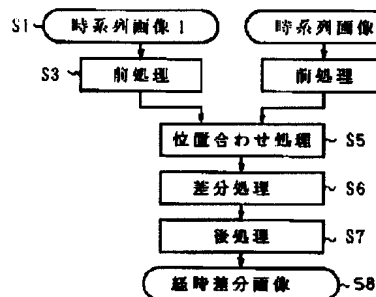 S1 時系列画像1 時系列画像
S3 前処理 前処理
位置合わせ処理 S5
差分処理 S6
後処理 S7
経時差分画像 S8